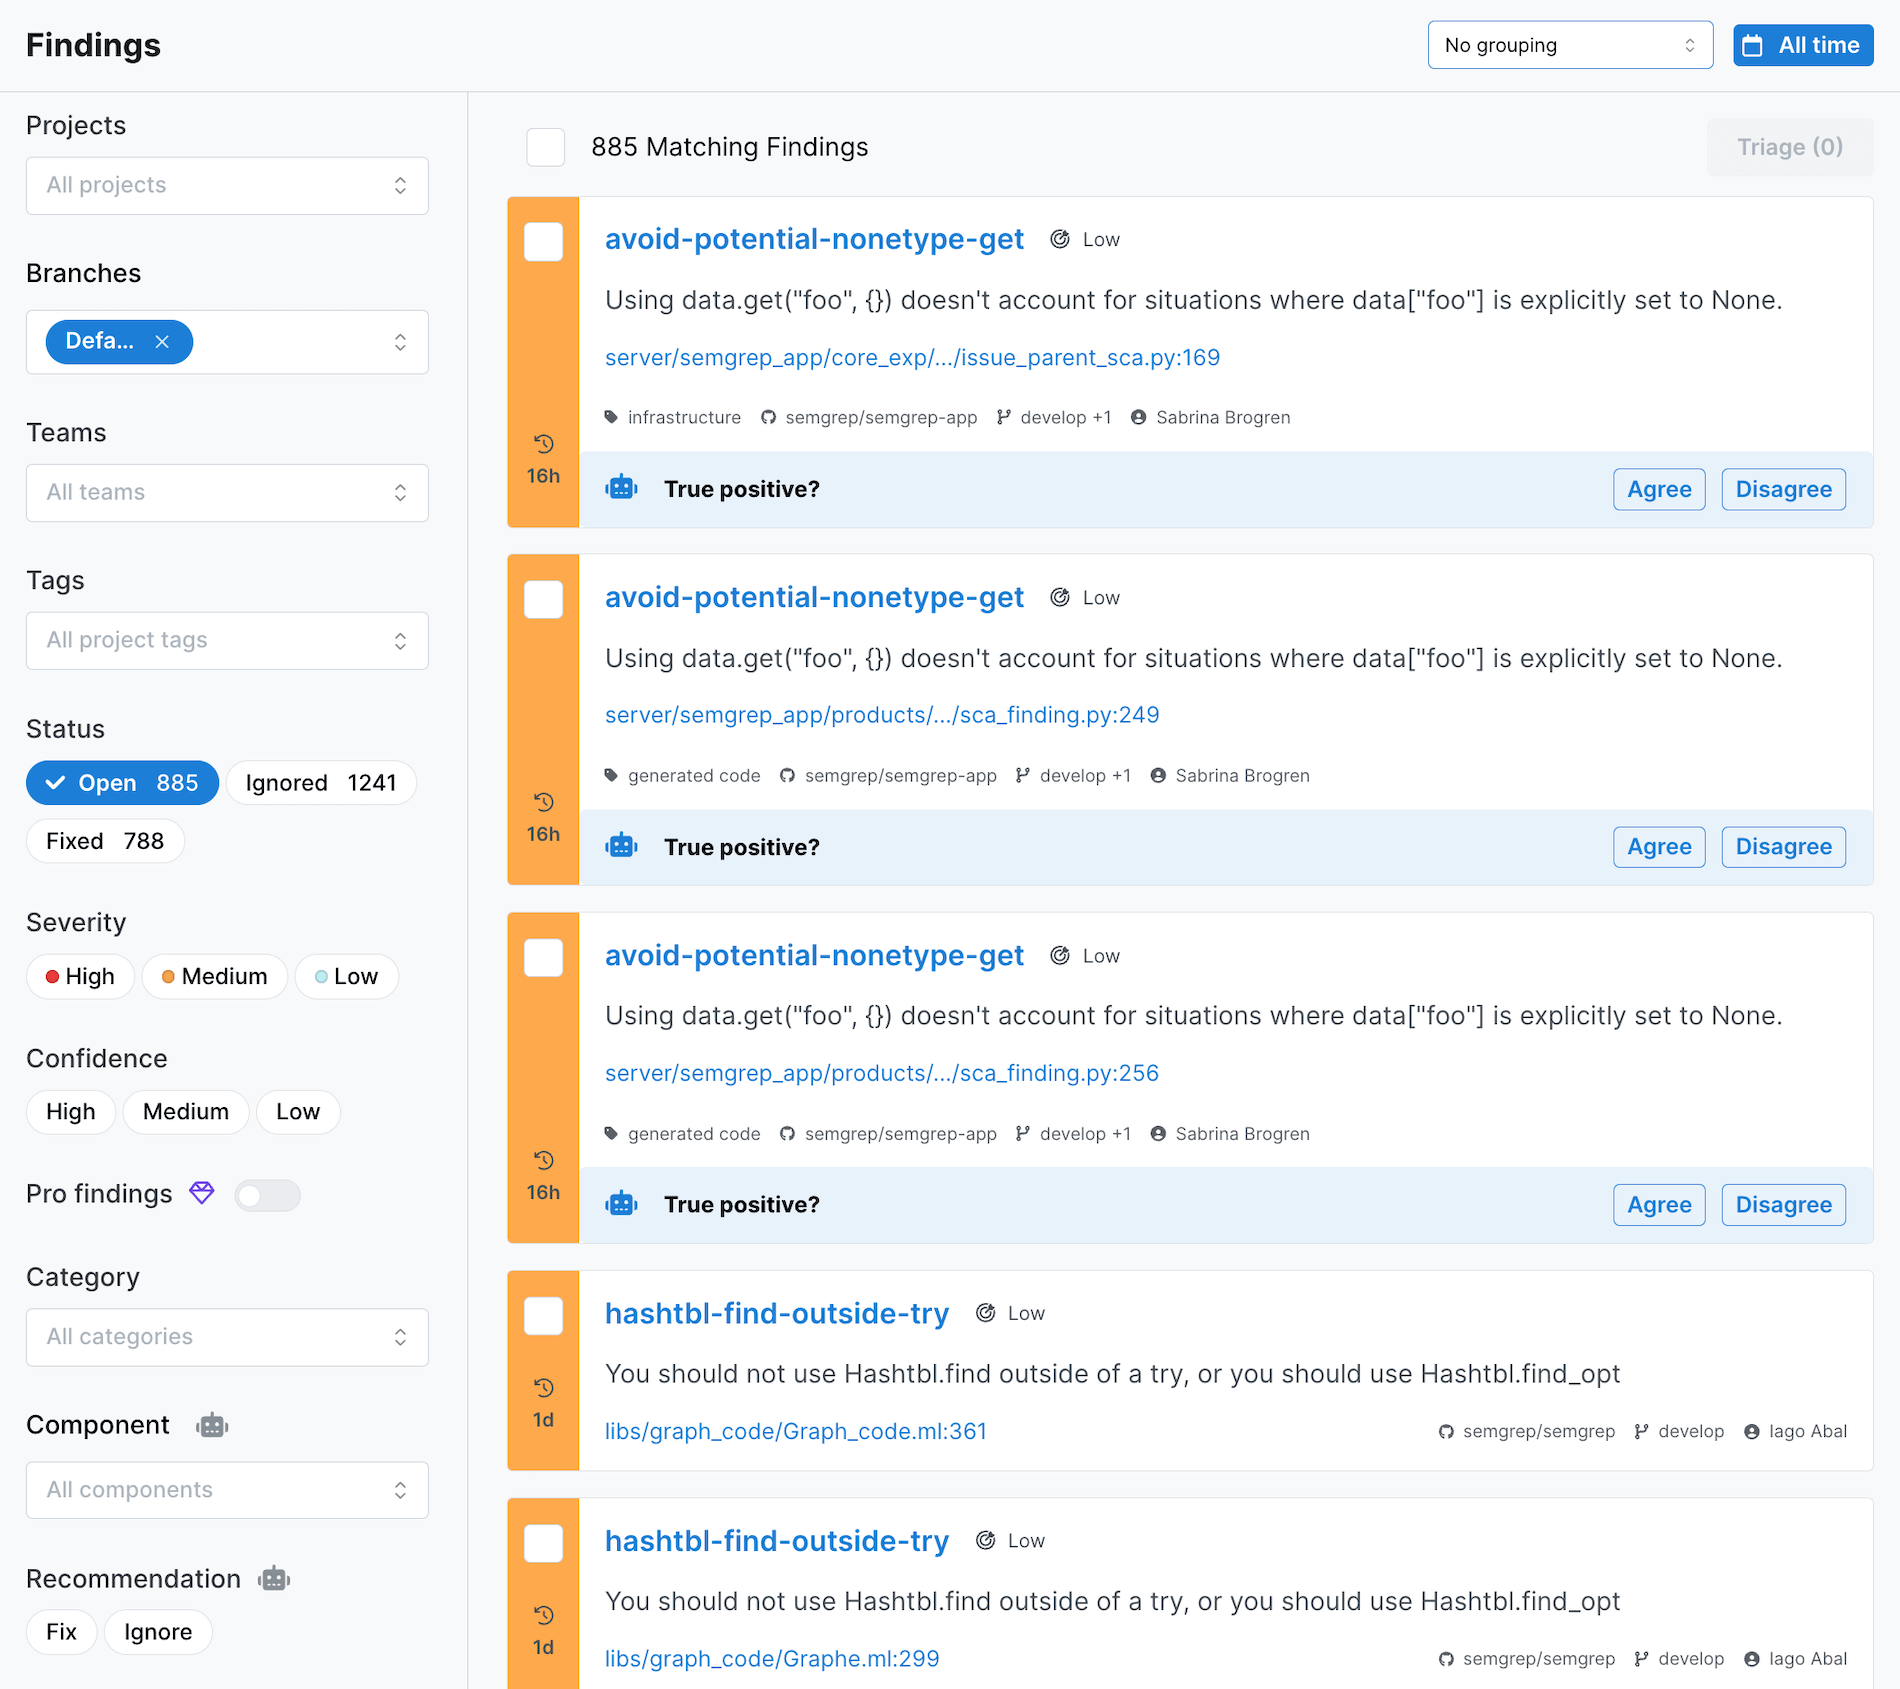 Findings
No grouping
All time
Projects
All projects
Branches
Defa...
Teams
All teams
Tags
All project tags
Status
Open 885
Ignored 1241
Fixed 788
Severity
High
Medium
Low
Confidence
High
Medium
Low
Pro findings
Category
All categories
Component
All components
Recommendation
Fix
Ignore
885 Matching Findings
Triage (0)
avoid-potential-nonetype-get Low
Using data.get("foo", {}) doesn't account for situations where data["foo"] is explicitly set to None.
server/semgrep_app/core_exp/.../issue_parent_sca.py:169
infrastructure semgrep/semgrep-app develop +1 Sabrina Brogren
16h
True positive?
Agree
Disagree
avoid-potential-nonetype-get Low
Using data.get("foo", {}) doesn't account for situations where data["foo"] is explicitly set to None.
server/semgrep_app/products/.../sca_finding.py:249
generated code semgrep/semgrep-app develop +1 Sabrina Brogren
16h
True positive?
Agree
Disagree
avoid-potential-nonetype-get Low
Using data.get("foo", {}) doesn't account for situations where data["foo"] is explicitly set to None.
server/semgrep_app/products/.../sca_finding.py:256
generated code semgrep/semgrep-app develop +1 Sabrina Brogren
16h
True positive?
Agree
Disagree
hashtbl-find-outside-try Low
You should not use Hashtbl.find outside of a try, or you should use Hashtbl.find_opt
1d
libs/graph_code/Graph_code.ml:361
semgrep/semgrep develop Iago Abal
hashtbl-find-outside-try Low
You should not use Hashtbl.find outside of a try, or you should use Hashtbl.find_opt
1d
libs/graph_code/Graphe.ml:299
semgrep/semgrep develop Iago Abal